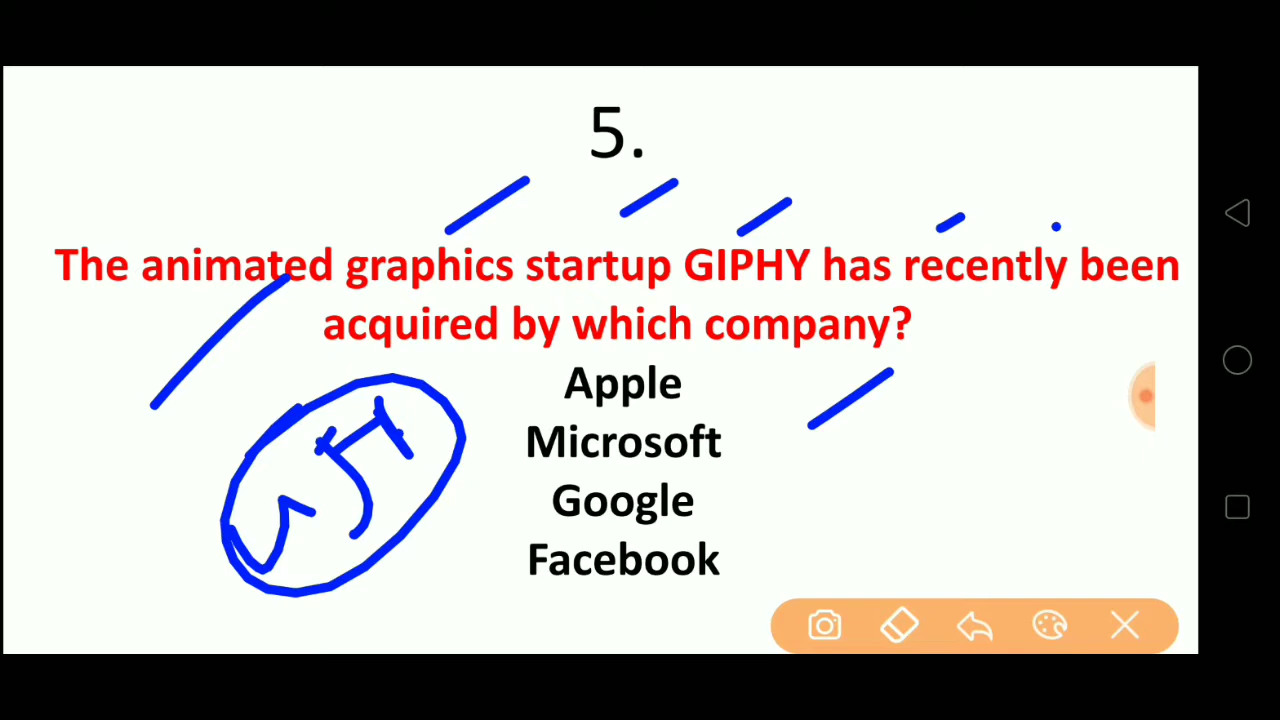 5.
The animated graphics startup GIPHY has recently been
acquired by which company?
Apple
Microsoft
Google
Facebook